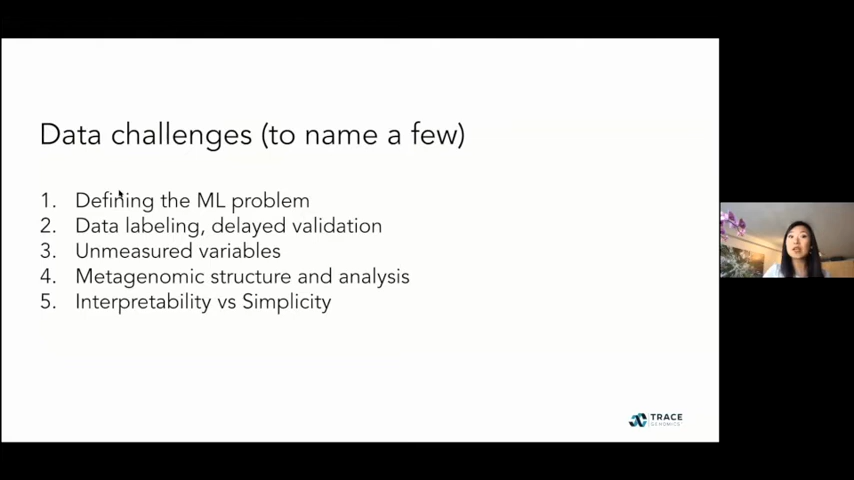 Data challenges (to name a few)
1. Defining the ML problem
2. Data labeling, delayed validation
3. Unmeasured variables
4. Metagenomic structure and analysis
5. Interpretability vs Simplicity
TRACE
GENOMICS